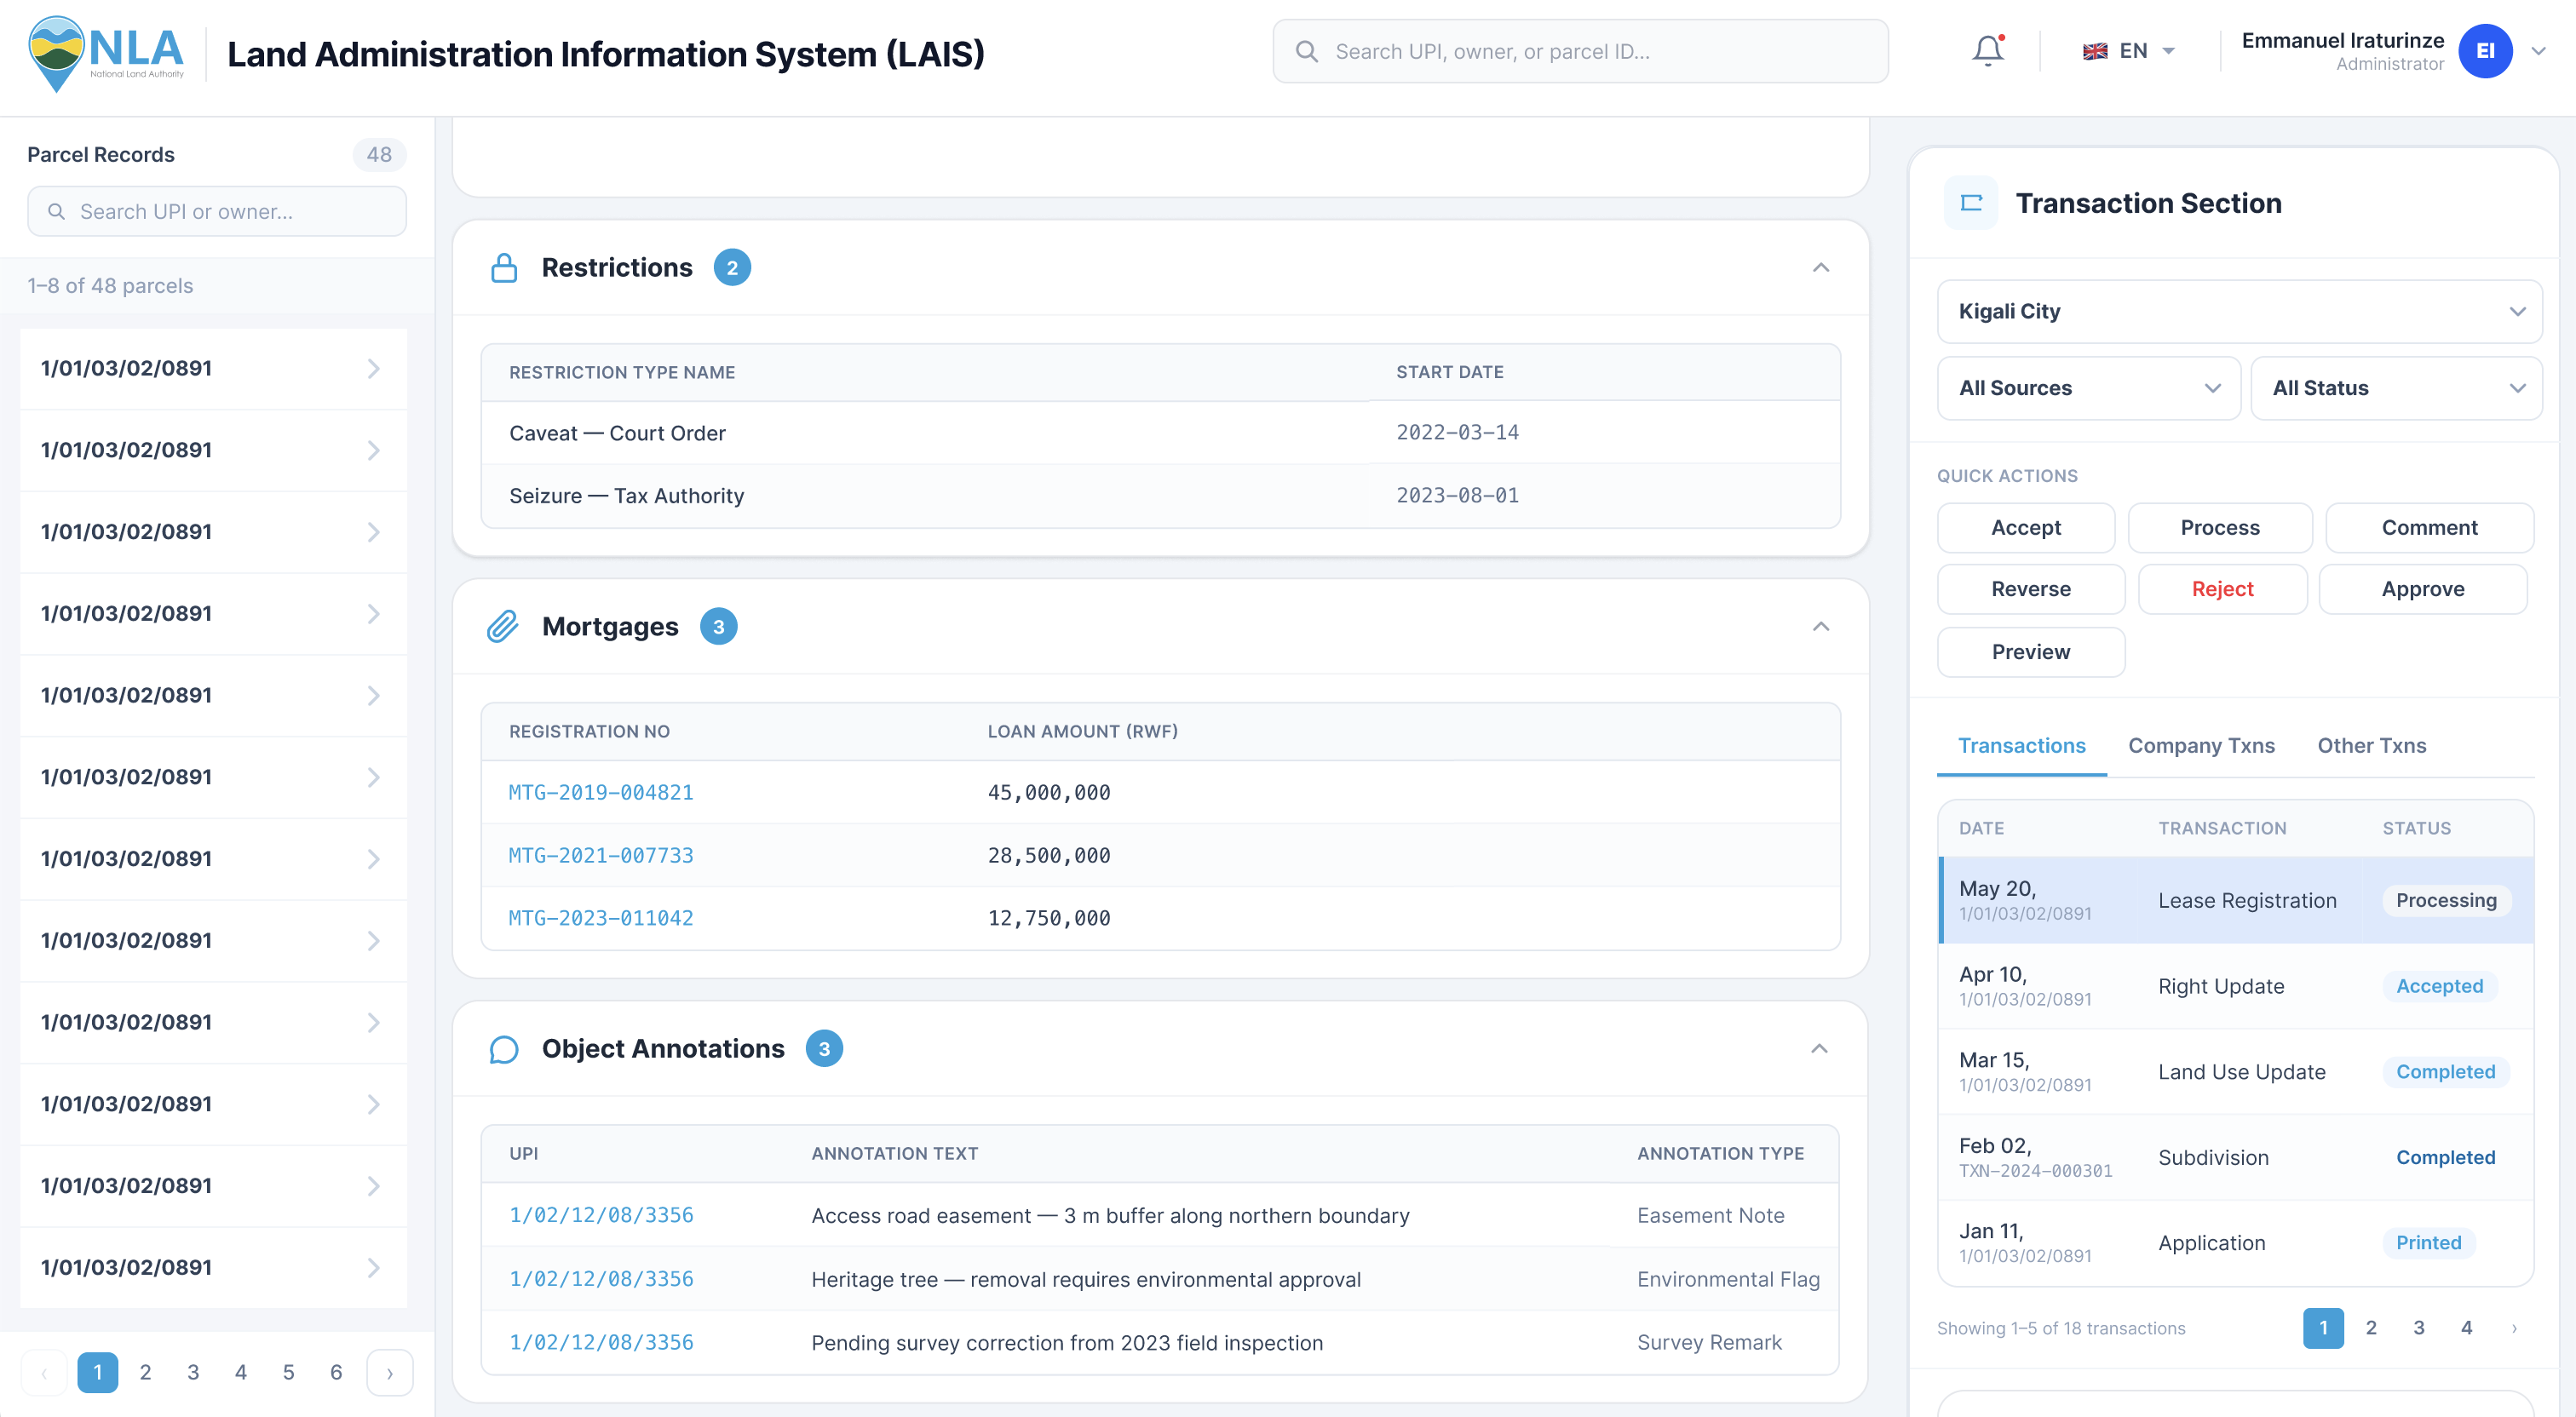 NLA
National Land Authority
Land Administration Information System (LAIS)
Search UPI, owner, or parcel ID...
EN
Emmanuel Iraturinze
Administrator
EI
Parcel Records
48
Search UPI or owner...
1–8 of 48 parcels
1/01/03/02/0891
1/01/03/02/0891
1/01/03/02/0891
1/01/03/02/0891
1/01/03/02/0891
1/01/03/02/0891
1/01/03/02/0891
1/01/03/02/0891
1/01/03/02/0891
1/01/03/02/0891
1/01/03/02/0891
1/01/03/02/0891
‹ 1 2 3 4 5 6 ›
Restrictions 2
RESTRICTION TYPE NAME START DATE
Caveat — Court Order 2022-03-14
Seizure — Tax Authority 2023-08-01
Mortgages 3
REGISTRATION NO LOAN AMOUNT (RWF)
MTG-2019-004821 45,000,000
MTG-2021-007733 28,500,000
MTG-2023-011042 12,750,000
Object Annotations 3
UPI ANNOTATION TEXT ANNOTATION TYPE
1/02/12/08/3356 Access road easement — 3 m buffer along northern boundary Easement Note
1/02/12/08/3356 Heritage tree — removal requires environmental approval Environmental Flag
1/02/12/08/3356 Pending survey correction from 2023 field inspection Survey Remark
Transaction Section
Kigali City
All Sources All Status
QUICK ACTIONS
Accept Process Comment
Reverse Reject Approve
Preview
Transactions Company Txns Other Txns
DATE TRANSACTION STATUS
May 20,
1/01/03/02/0891
Lease Registration Processing
Apr 10,
1/01/03/02/0891
Right Update Accepted
Mar 15,
1/01/03/02/0891
Land Use Update Completed
Feb 02,
TXN-2024-000301
Subdivision Completed
Jan 11,
1/01/03/02/0891
Application Printed
Showing 1–5 of 18 transactions 1 2 3 4 ›